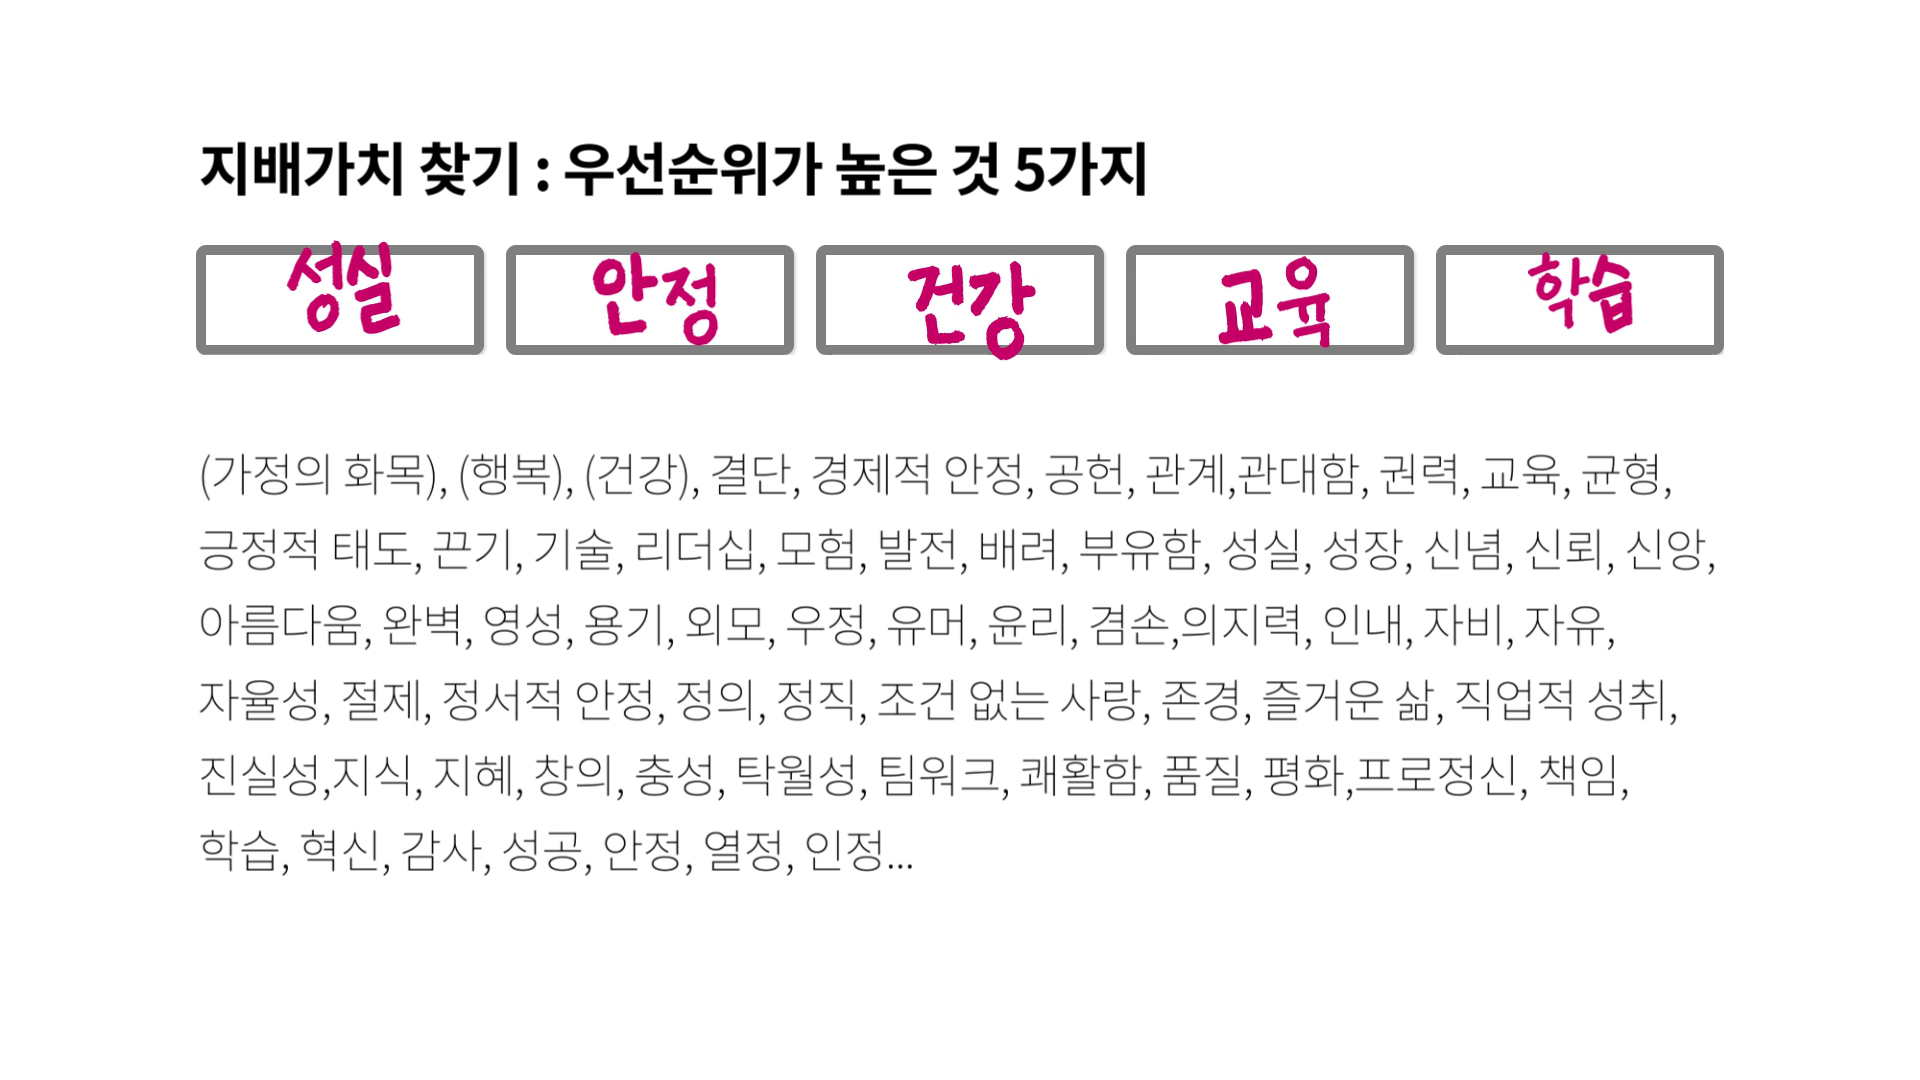 지배가치 찾기 : 우선순위가 높은 것 5가지
성실 안정 건강 교육 학습
(가정의 화목), (행복), (건강), 결단, 경제적 안정, 공헌, 관계,관대함, 권력, 교육, 균형,
긍정적 태도, 끈기, 기술, 리더십, 모험, 발전, 배려, 부유함, 성실, 성장, 신념, 신뢰, 신앙,
아름다움, 완벽, 영성, 용기, 외모, 우정, 유머, 윤리, 겸손,의지력, 인내, 자비, 자유,
자율성, 절제, 정서적 안정, 정의, 정직, 조건 없는 사랑, 존경, 즐거운 삶, 직업적 성취,
진실성,지식, 지혜, 창의, 충성, 탁월성, 팀워크, 쾌활함, 품질, 평화,프로정신, 책임,
학습, 혁신, 감사, 성공, 안정, 열정, 인정...